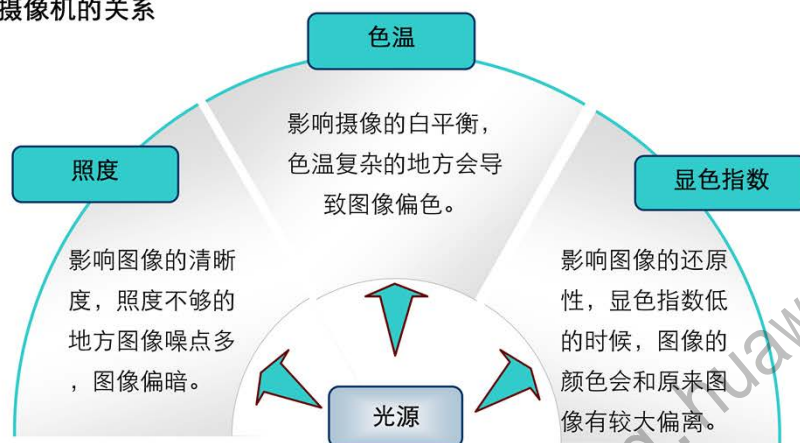 摄像机的关系
色温
影响摄像的白平衡，
色温复杂的地方会导
致图像偏色。
照度
影响图像的清晰
度，照度不够的
地方图像噪点多
，图像偏暗。
显色指数
影响图像的还原
性，显色指数低
的时候，图像的
颜色会和原来图
像有较大偏离。
光源